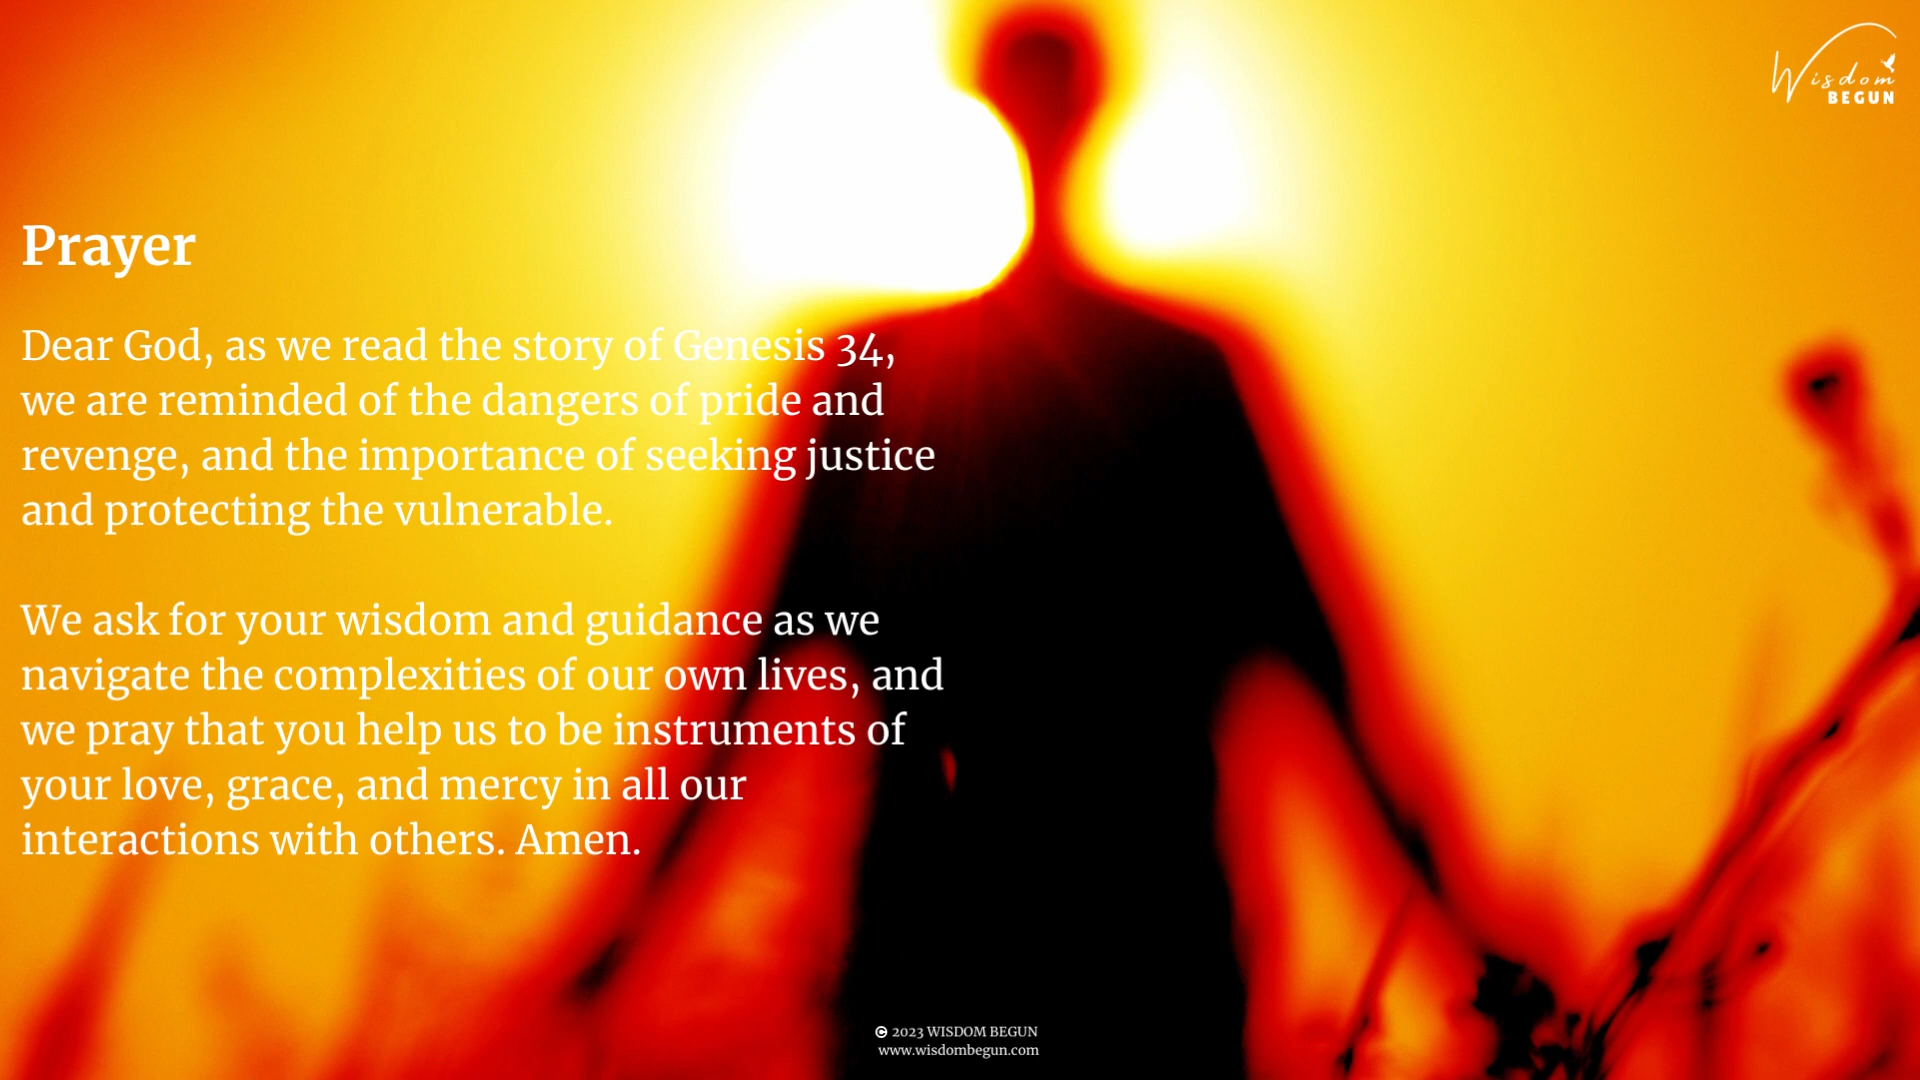 Wisdom
BEGUN
Prayer
Dear God, as we read the story of Genesis 34,
we are reminded of the dangers of pride and
revenge, and the importance of seeking justice
and protecting the vulnerable.
We ask for your wisdom and guidance as we
navigate the complexities of our own lives, and
we pray that you help us to be instruments of
your love, grace, and mercy in all our
interactions with others. Amen.
© 2023 WISDOM BEGUN
www.wisdombegun.com